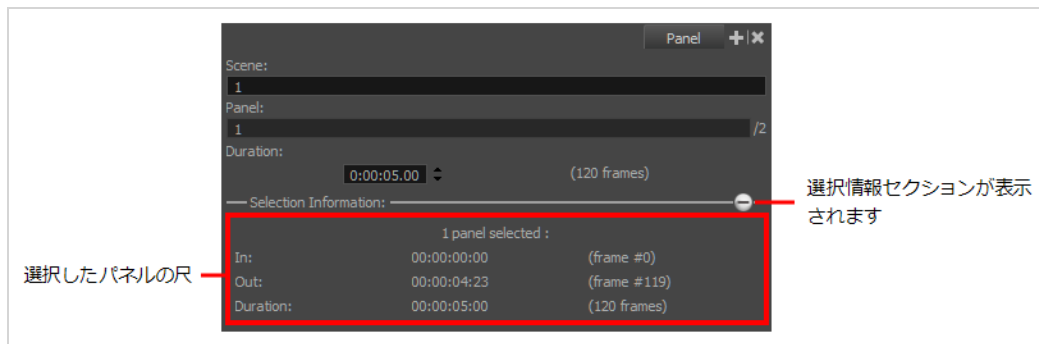 Panel
Scene:
1
Panel:
1 /2
Duration:
0:00:05.00 (120 frames)
Selection Information:
選択情報セクションが表示
されます
1 panel selected :
In: 00:00:00:00 (frame #0)
選択したパネルの尺
Out: 00:00:04:23 (frame #119)
Duration: 00:00:05:00 (120 frames)